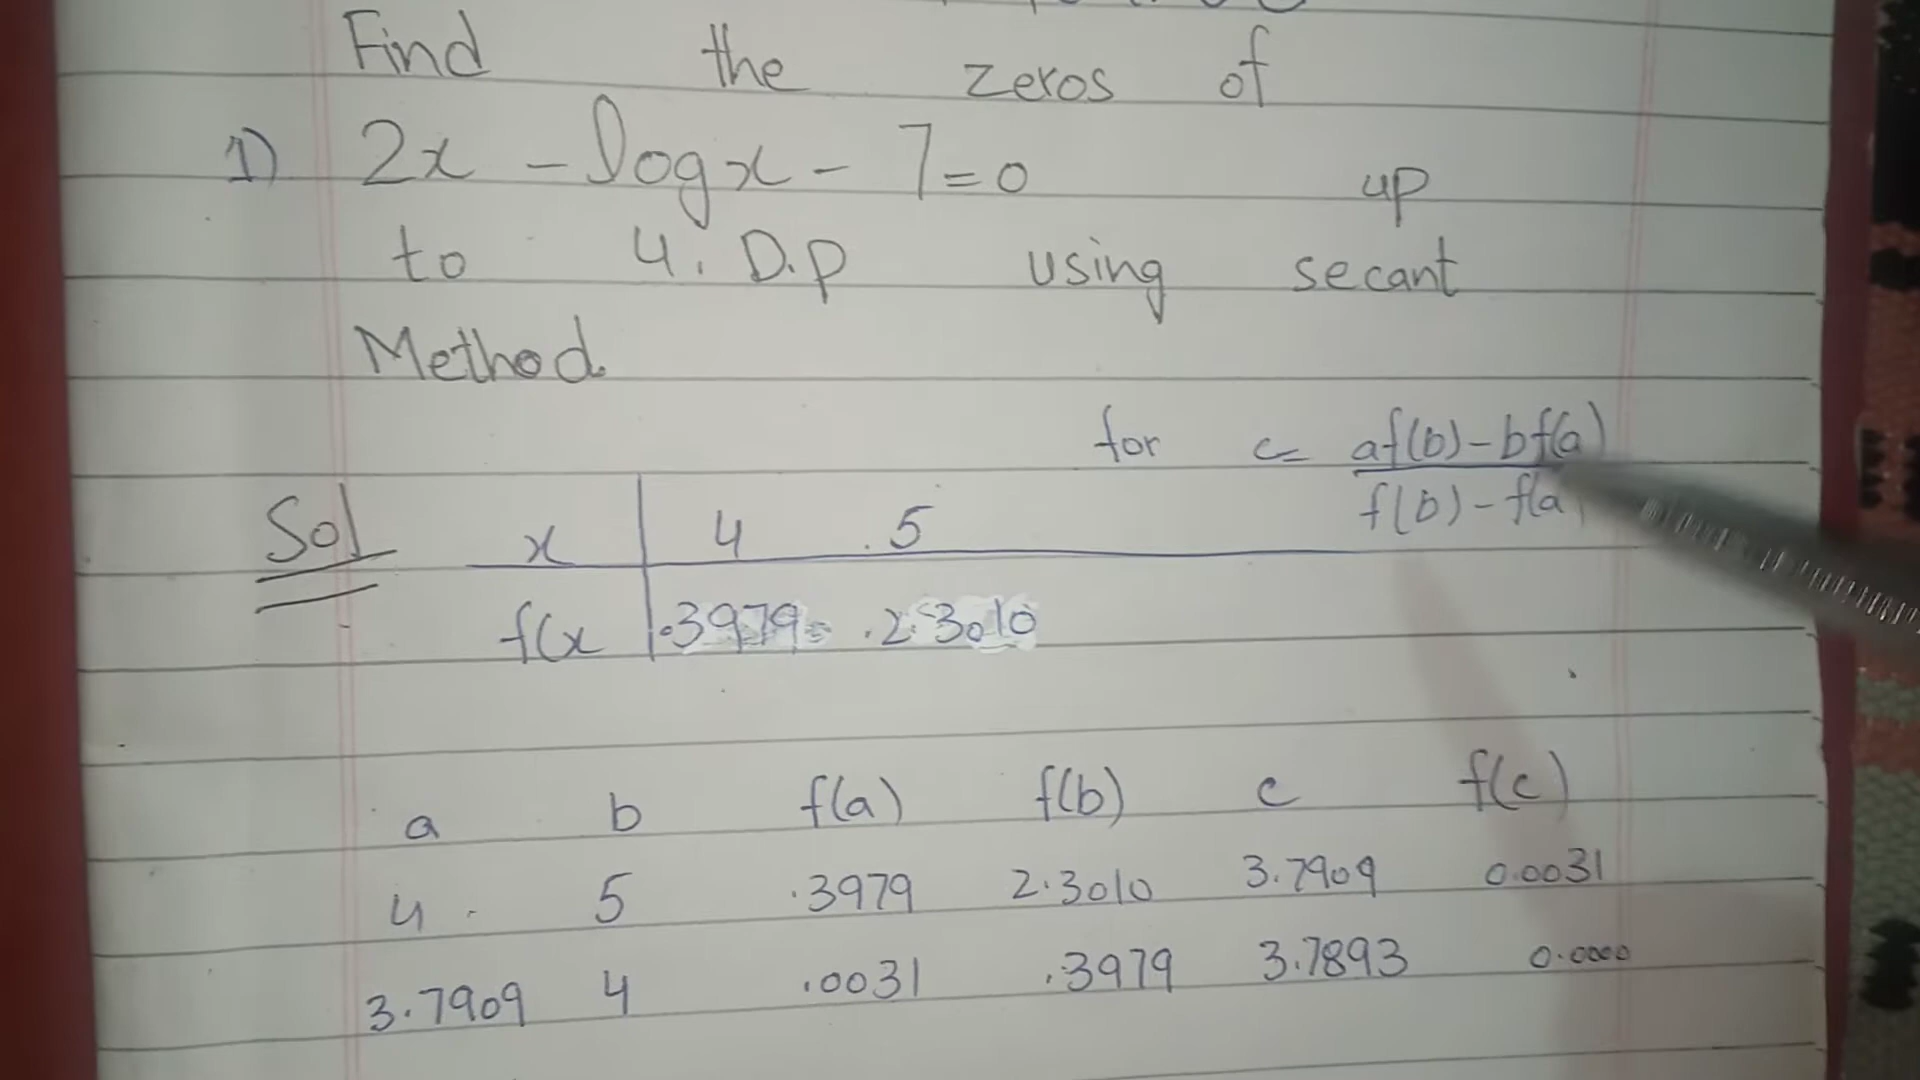 Find the zeros of
1) 2x - log x - 7=0 up
to 4. D.p using secant
Method.
for c= af(b)-bf(a)
f(b)-f(a
Sol x 4 .5
f(x .3979 .2.3010
a b f(a) f(b) c f(c)
4 5 .3979 2.3010 3.7909 0.0031
3.7909 4 .0031 .3979 3.7893 0.0000